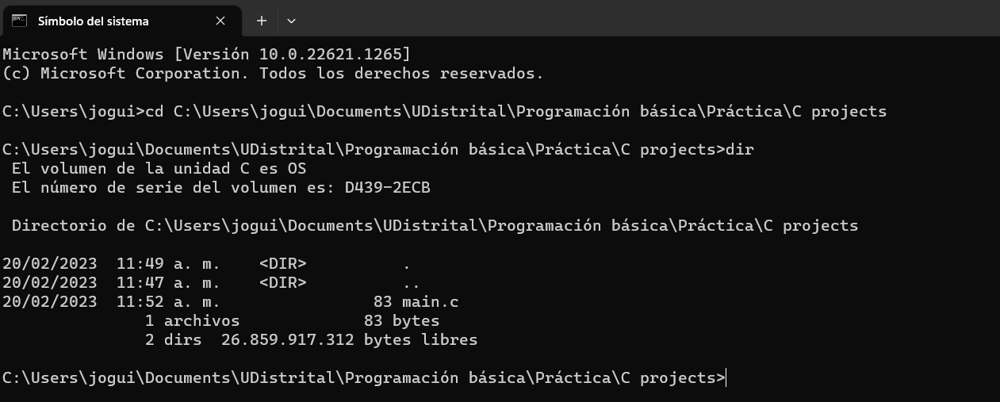 Símbolo del sistema
Microsoft Windows [Versión 10.0.22621.1265]
(c) Microsoft Corporation. Todos los derechos reservados.
C:\Users\jogui>cd C:\Users\jogui\Documents\UDistrital\Programación básica\Práctica\C projects
C:\Users\jogui\Documents\UDistrital\Programación básica\Práctica\C projects>dir
 El volumen de la unidad C es OS
 El número de serie del volumen es: D439-2ECB
 Directorio de C:\Users\jogui\Documents\UDistrital\Programación básica\Práctica\C projects
20/02/2023  11:49 a. m.    <DIR>          .
20/02/2023  11:47 a. m.    <DIR>          ..
20/02/2023  11:52 a. m.                83 main.c
               1 archivos             83 bytes
               2 dirs  26.859.917.312 bytes libres
C:\Users\jogui\Documents\UDistrital\Programación básica\Práctica\C projects>